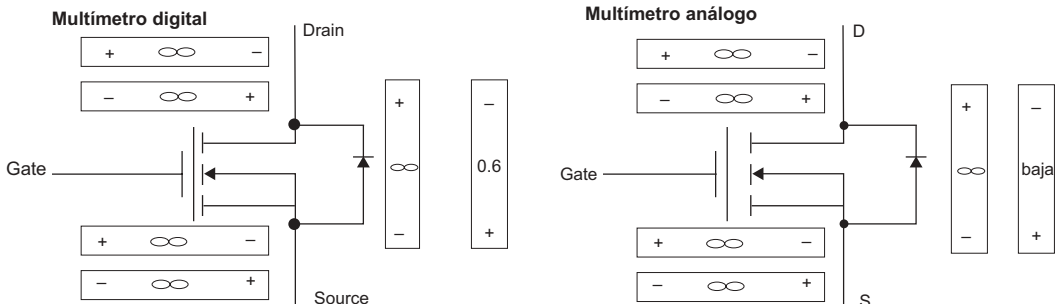 Multímetro digital
Drain
+ ∞ –
– ∞ +
+
∞
–
–
0.6
+
Gate
+ ∞ –
– ∞ +
Source
Multímetro análogo
D
+ ∞ –
– ∞ +
+
∞
–
–
baja
+
Gate
+ ∞ –
– ∞ +
S